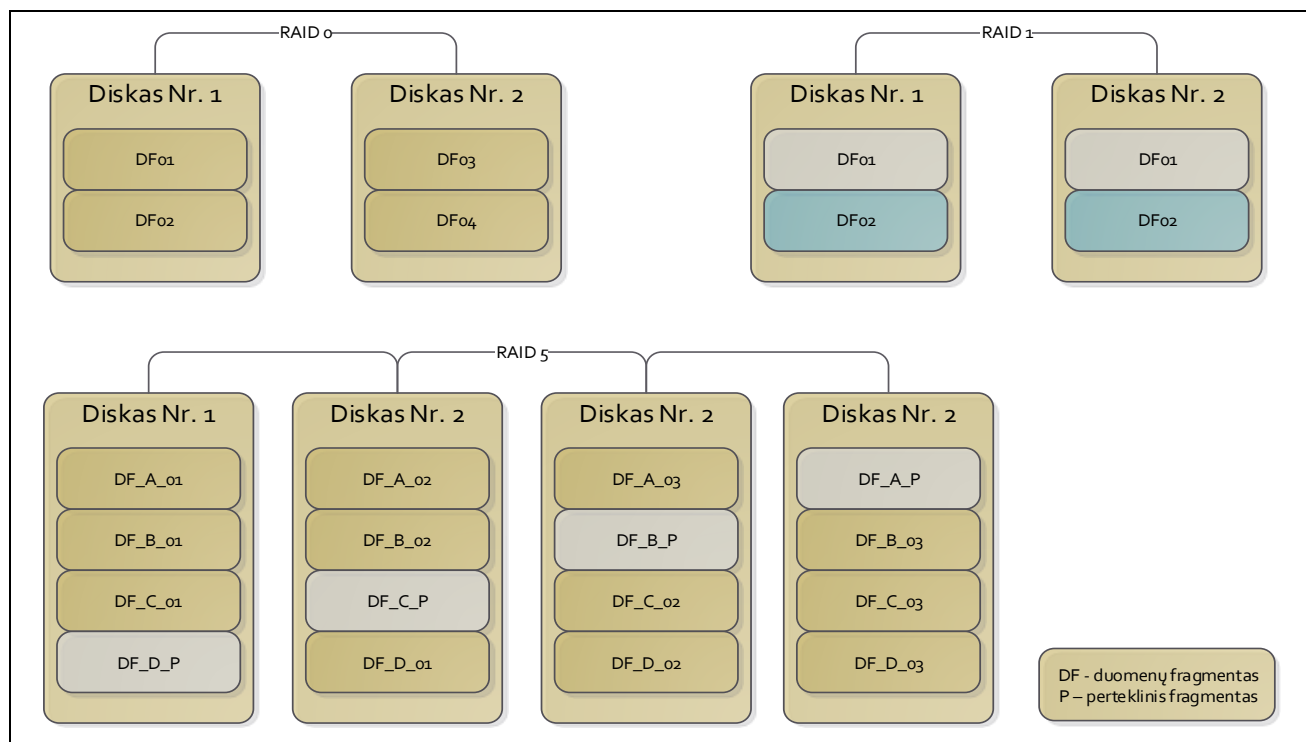 RAID 0
RAID 1
Diskas Nr. 1
Diskas Nr. 2
Diskas Nr. 1
Diskas Nr. 2
DF01
DF03
DF01
DF01
DF02
DF04
DF02
DF02
RAID 5
Diskas Nr. 1
Diskas Nr. 2
Diskas Nr. 2
Diskas Nr. 2
DF_A_01
DF_A_02
DF_A_03
DF_A_P
DF_B_01
DF_B_02
DF_B_P
DF_B_03
DF_C_01
DF_C_P
DF_C_02
DF_C_03
DF_D_P
DF_D_01
DF_D_02
DF_D_03
DF - duomenų fragmentas
P – perteklinis fragmentas